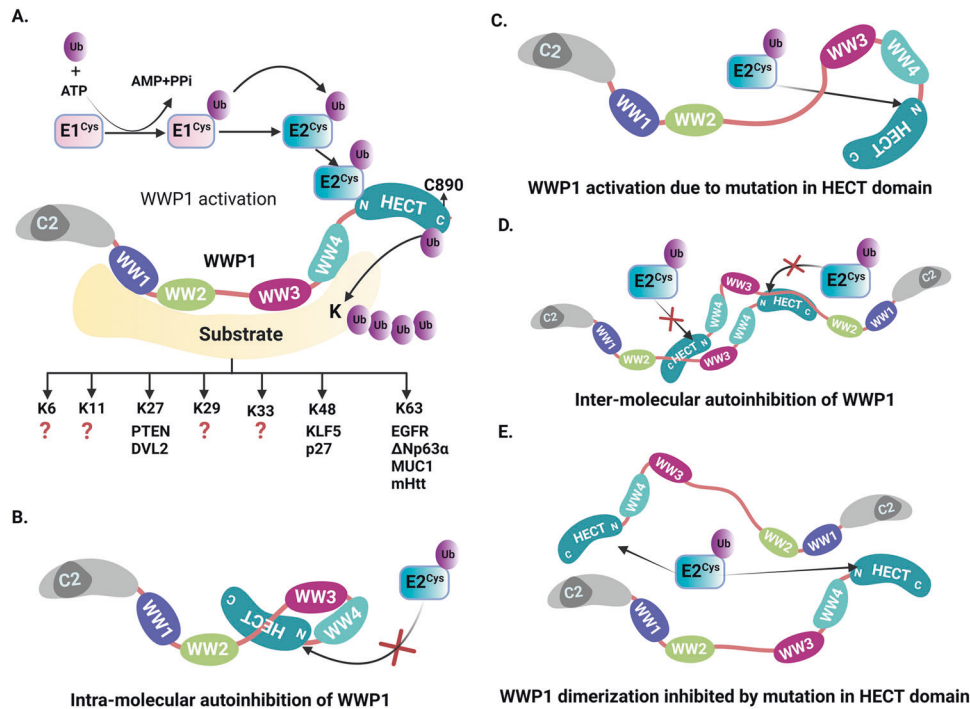 A.
Ub
+
ATP
AMP+PPi
Ub
Ub
E1Cys
E1Cys
E2Cys
Ub
E2Cys
WWP1 activation
C890
N
HECT
C
Ub
C2
WW1
WWP1
WW2
WW3
WW4
K
Substrate
Ub
Ub
Ub
Ub
K6
K11
K27
K29
K33
K48
K63
?
?
PTEN
DVL2
?
?
KLF5
p27
EGFR
ΔNp63α
MUC1
mHtt
B.
C2
WW1
WW2
C
HECT
N
WW3
WW4
Ub
E2Cys
Intra-molecular autoinhibition of WWP1
C.
C2
WW1
WW2
Ub
E2Cys
WW3
WW4
N
HECT
C
WWP1 activation due to mutation in HECT domain
D.
Ub
E2Cys
Ub
E2Cys
C2
WW1
WW2
C
HECT
N
WW4
WW3
WW3
WW4
N
HECT
C
WW2
WW1
C2
Inter-molecular autoinhibition of WWP1
E.
C
HECT
N
WW4
WW3
WW2
WW1
C2
Ub
E2Cys
C2
WW1
WW2
WW3
WW4
N
HECT
C
WWP1 dimerization inhibited by mutation in HECT domain